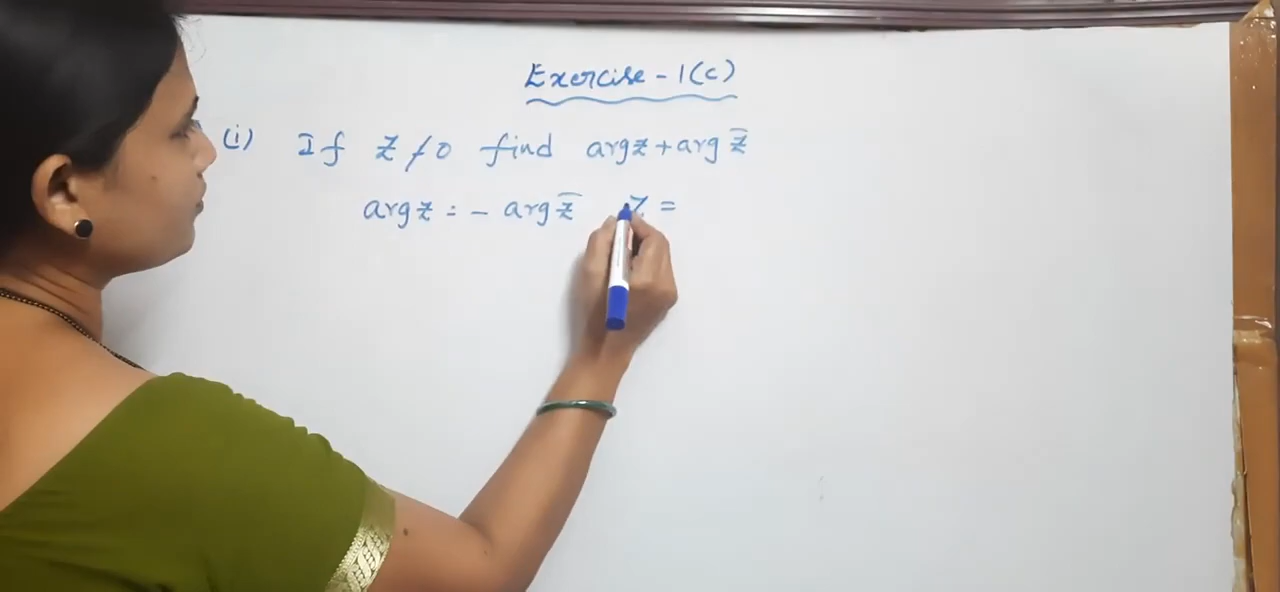 Exercise - 1(c)
(i) If z ≠ 0 find arg z + arg z̅
arg z = - arg z̅ z =